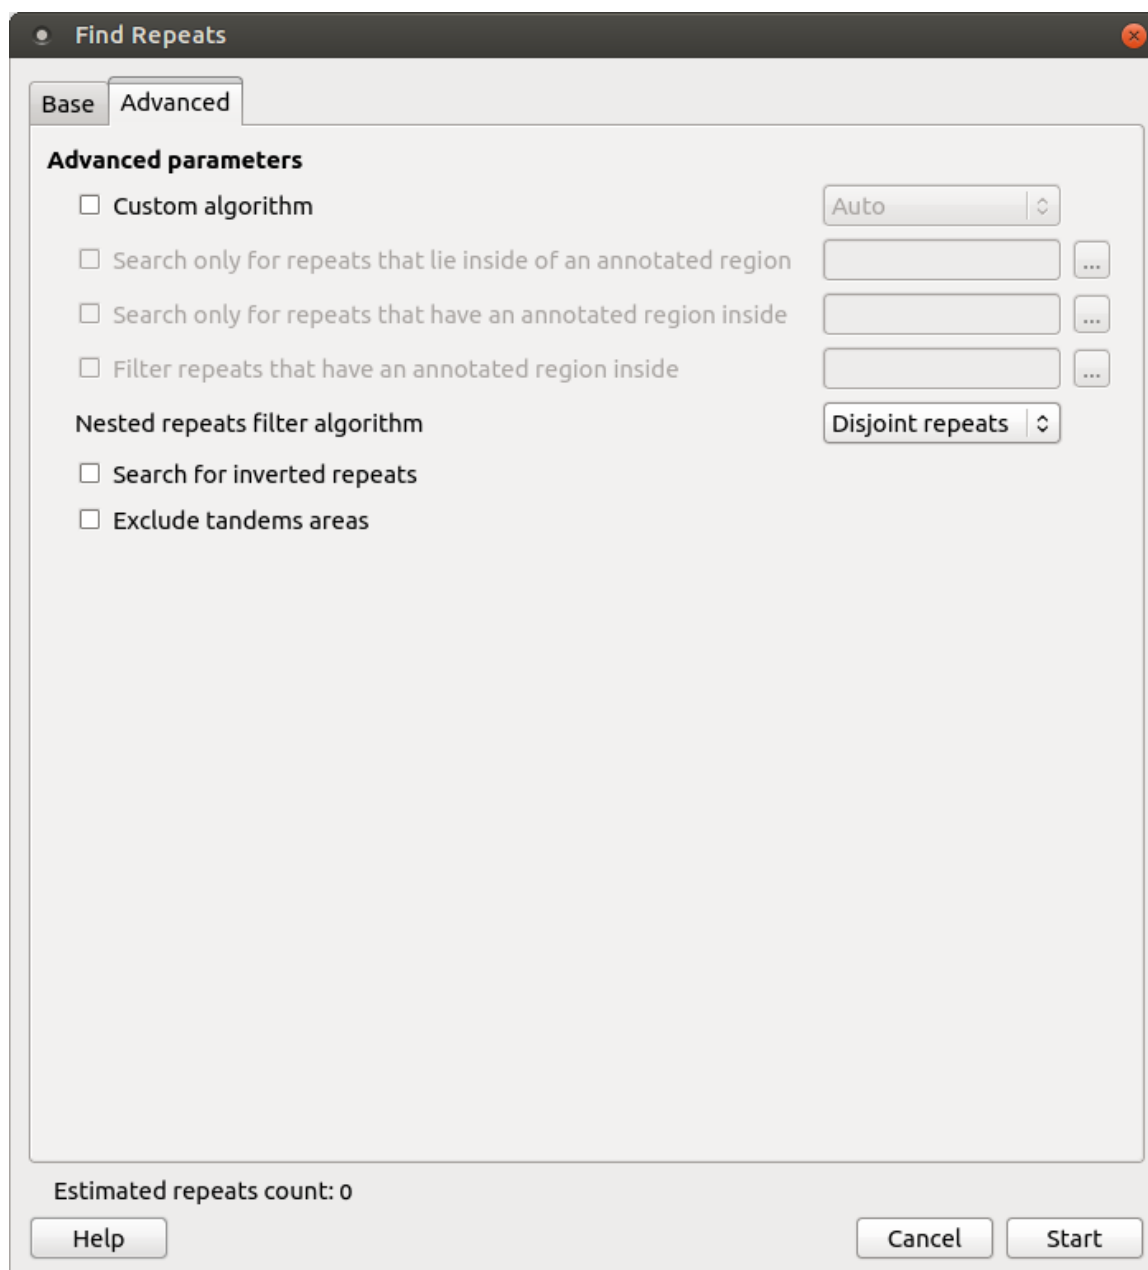 Find Repeats
Base Advanced
Advanced parameters
Custom algorithm Auto
Search only for repeats that lie inside of an annotated region ...
Search only for repeats that have an annotated region inside ...
Filter repeats that have an annotated region inside ...
Nested repeats filter algorithm Disjoint repeats
Search for inverted repeats
Exclude tandems areas
Estimated repeats count: 0
Help Cancel Start